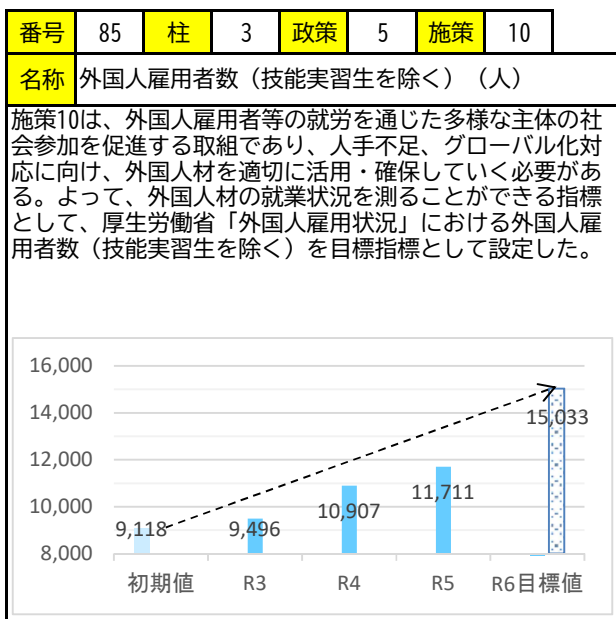 番号 85 柱 3 政策 5 施策 10
名称 外国人雇用者数（技能実習生を除く）（人）
施策10は、外国人雇用者等の就労を通じた多様な主体の社
会参加を促進する取組であり、人手不足、グローバル化対
応に向け、外国人材を適切に活用・確保していく必要があ
る。よって、外国人材の就業状況を測ることができる指標
として、厚生労働省「外国人雇用状況」における外国人雇
用者数（技能実習生を除く）を目標指標として設定した。
16,000
14,000
15,033
12,000
11,711
10,907
10,000
9,118
9,496
8,000
初期値 R3 R4 R5 R6目標値